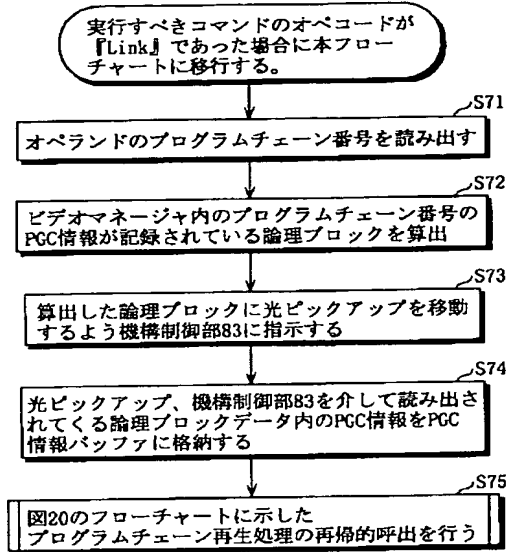 実行すべきコマンドのオペコードが
『Link』であった場合に本フロー
チャートに移行する。
S71
オペランドのプログラムチェーン番号を読み出す
S72
ビデオマネージャ内のプログラムチェーン番号の
PGC情報が記録されている論理ブロックを算出
S73
算出した論理ブロックに光ピックアップを移動
するよう機構制御部83に指示する
S74
光ピックアップ、機構制御部83を介して読み出さ
れてくる論理ブロックデータ内のPGC情報をPGC
情報バッファに格納する
S75
図20のフローチャートに示した
プログラムチェーン再生処理の再帰的呼出を行う